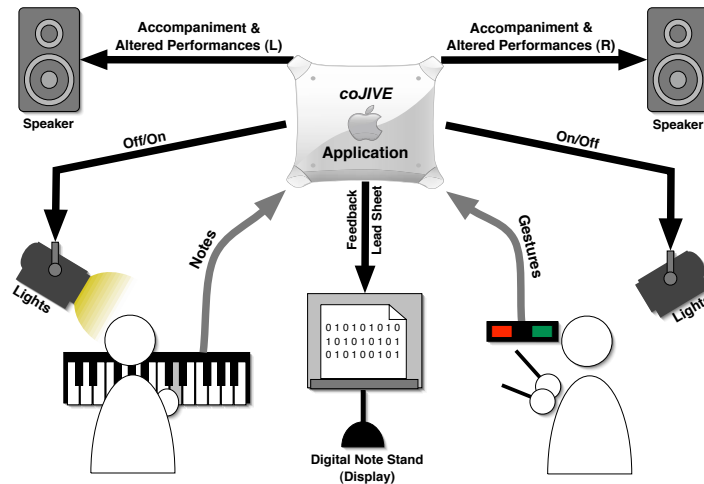 Accompaniment &
Altered Performances (L)
Accompaniment &
Altered Performances (R)
coJIVE
Application
Speaker
Speaker
Off/On
On/Off
Notes
Feedback
Lead Sheet
Gestures
Lights
Lights
0 1 0 1 0 1 0 1 0
1 0 1 0 1 0 1 0 1
0 1 0 1 0 0 1 0 1
Digital Note Stand
(Display)